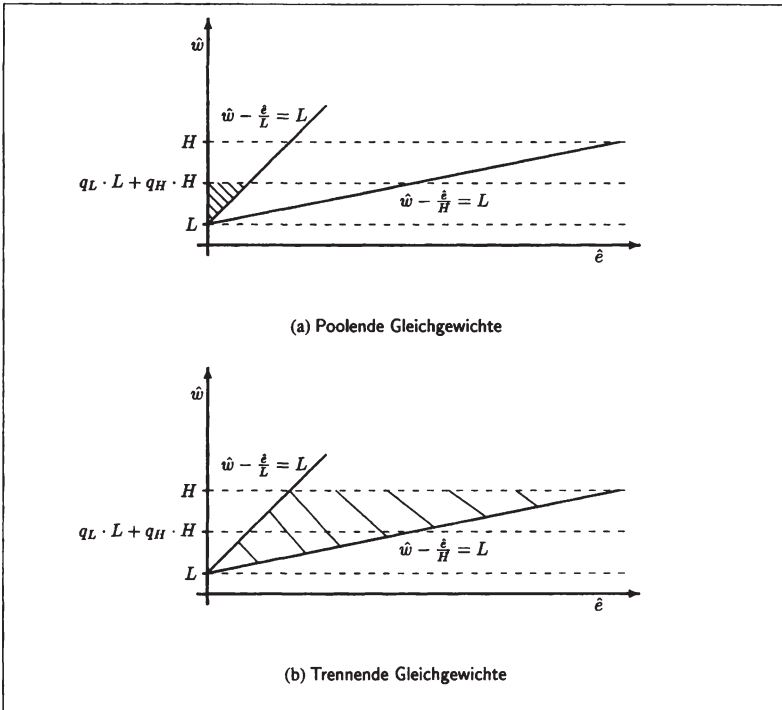 ŵ
ŵ − ê/L = L
H
q_L · L + q_H · H
ŵ − ê/H = L
L
ê
(a) Poolende Gleichgewichte
ŵ
ŵ − ê/L = L
H
q_L · L + q_H · H
ŵ − ê/H = L
L
ê
(b) Trennende Gleichgewichte